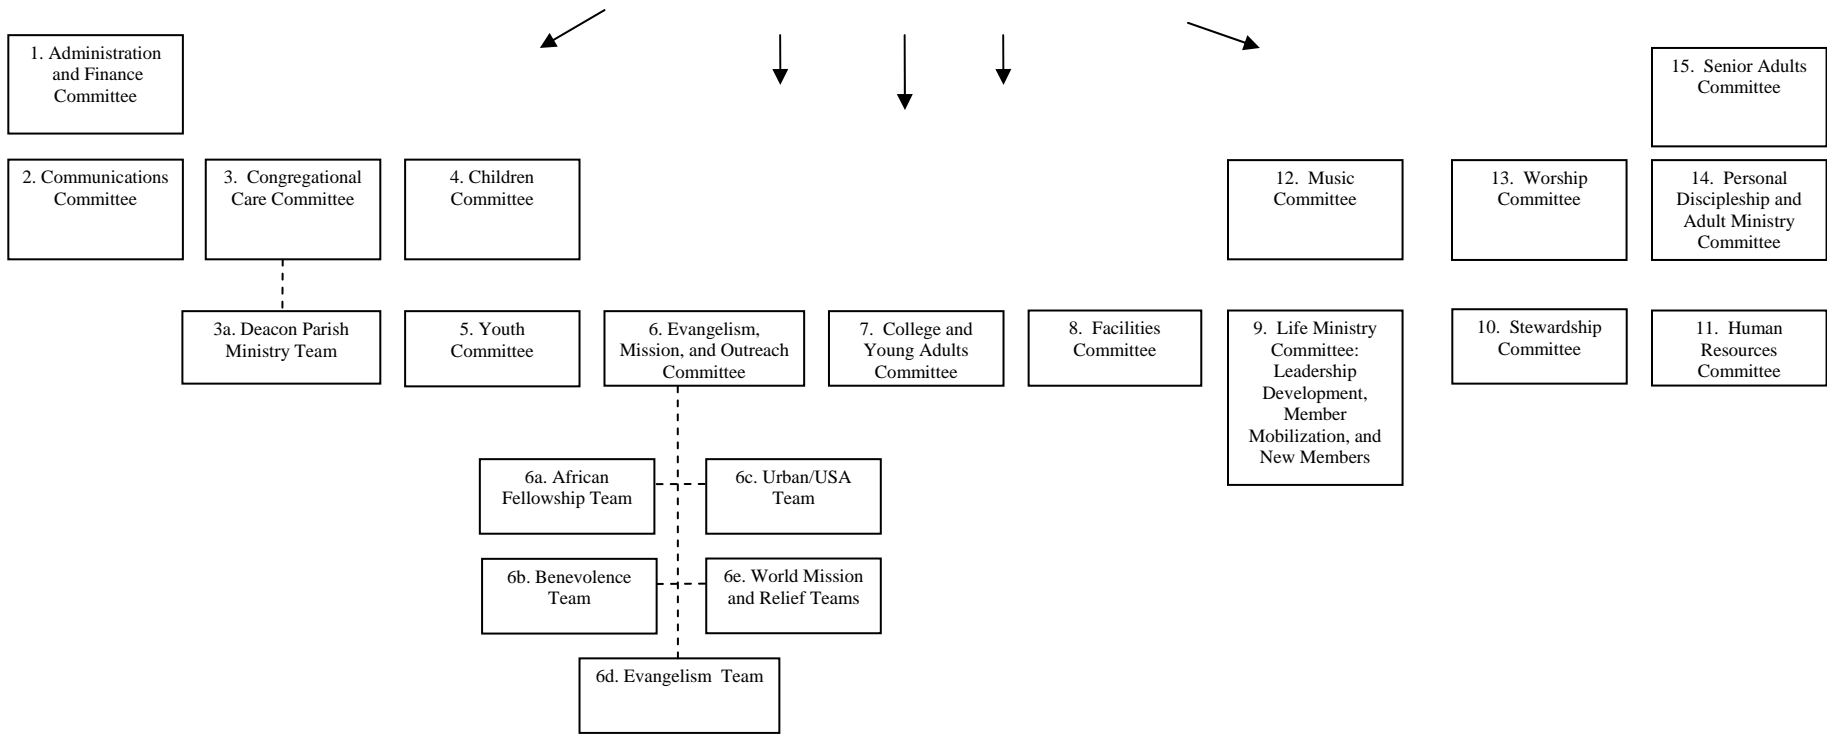 1. Administration
and Finance
Committee
15.  Senior Adults
Committee
2. Communications
Committee
3.  Congregational
Care Committee
4. Children
Committee
12.  Music
Committee
13.  Worship
Committee
14.  Personal
Discipleship and
Adult Ministry
Committee
3a. Deacon Parish
Ministry Team
5. Youth
Committee
6. Evangelism,
Mission, and Outreach
Committee
7.  College and
Young Adults
Committee
8.  Facilities
Committee
9.  Life Ministry
Committee:
Leadership
Development,
Member
Mobilization, and
New Members
10.  Stewardship
Committee
11.  Human
Resources
Committee
6a. African
Fellowship Team
6c. Urban/USA
Team
6b. Benevolence
Team
6e. World Mission
and Relief Teams
6d. Evangelism  Team